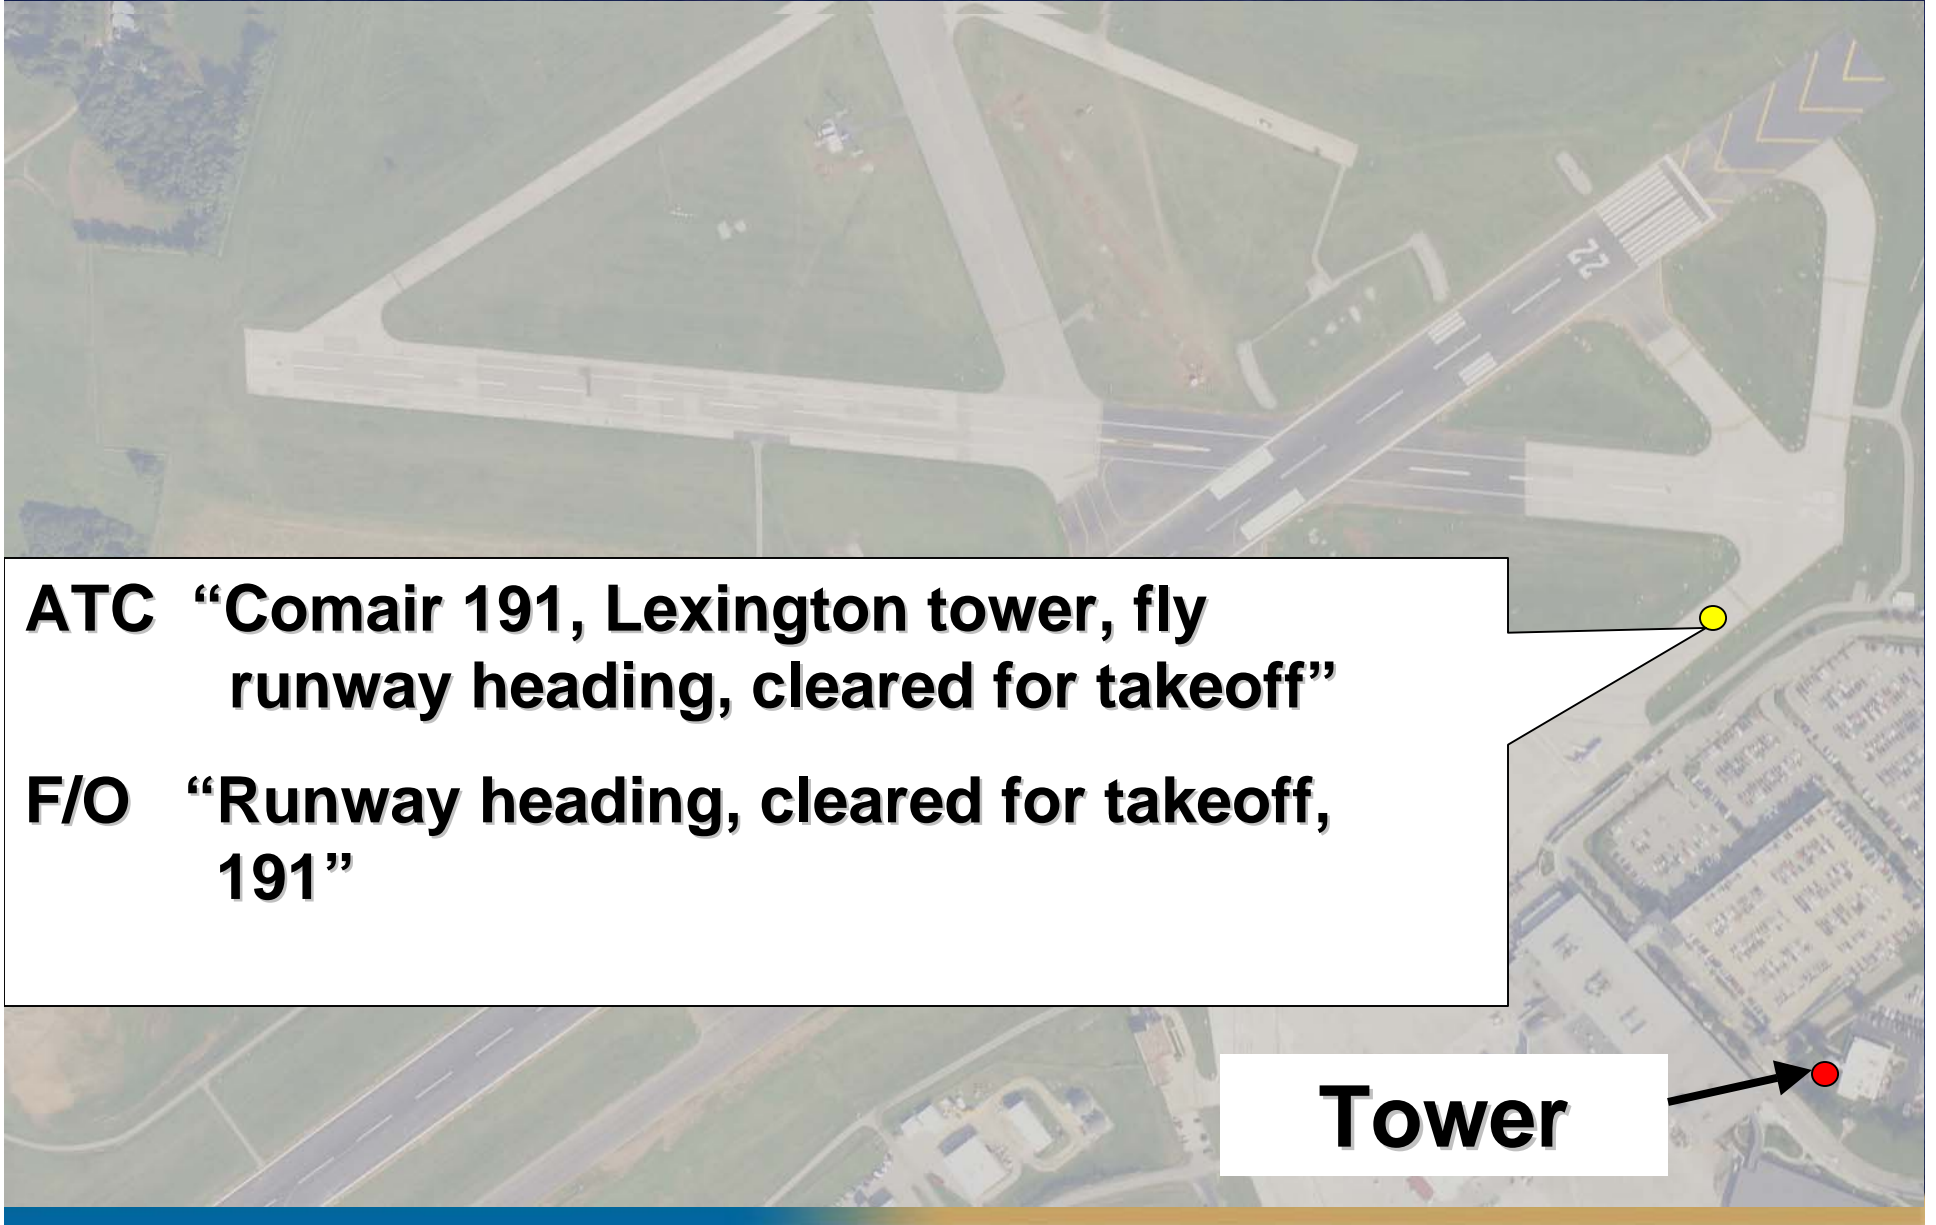 22
ATC “Comair 191, Lexington tower, fly
runway heading, cleared for takeoff”
F/O “Runway heading, cleared for takeoff,
191”
Tower